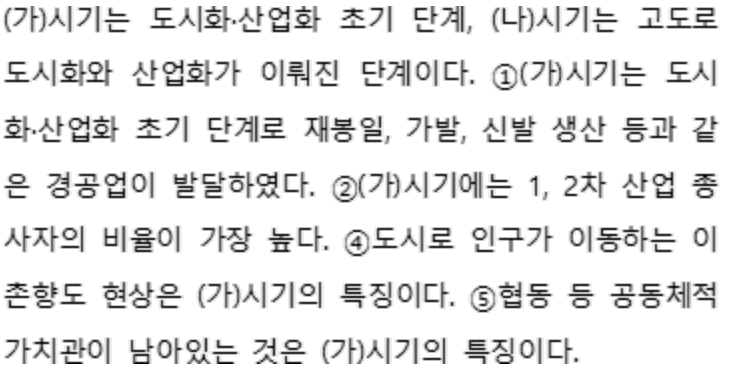 (가)시기는 도시화·산업화 초기 단계, (나)시기는 고도로
도시화와 산업화가 이뤄진 단계이다. ①(가)시기는 도시
화·산업화 초기 단계로 재봉일, 가발, 신발 생산 등과 같
은 경공업이 발달하였다. ②(가)시기에는 1, 2차 산업 종
사자의 비율이 가장 높다. ④도시로 인구가 이동하는 이
촌향도 현상은 (가)시기의 특징이다. ⑤협동 등 공동체적
가치관이 남아있는 것은 (가)시기의 특징이다.